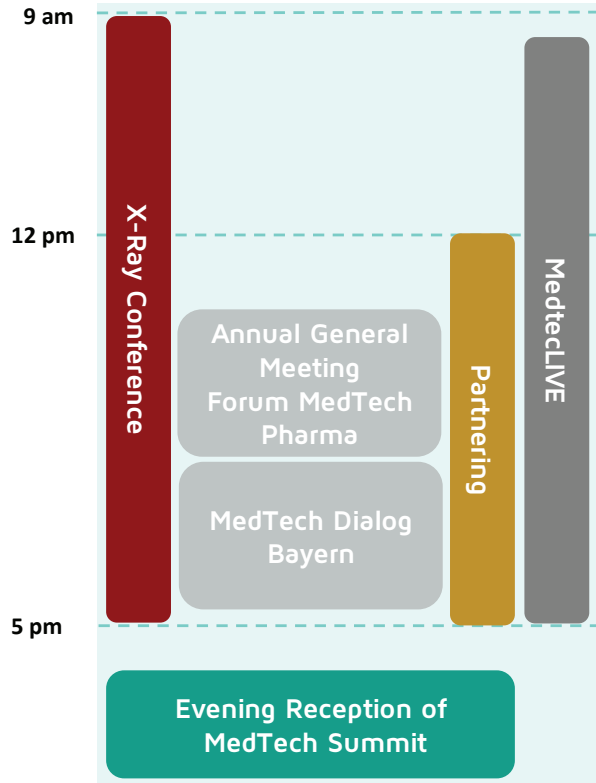 9 am
12 pm
5 pm
X-Ray Conference
Annual General
Meeting
Forum MedTech
Pharma
MedTech Dialog
Bayern
Partnering
MedtecLIVE
Evening Reception of
MedTech Summit